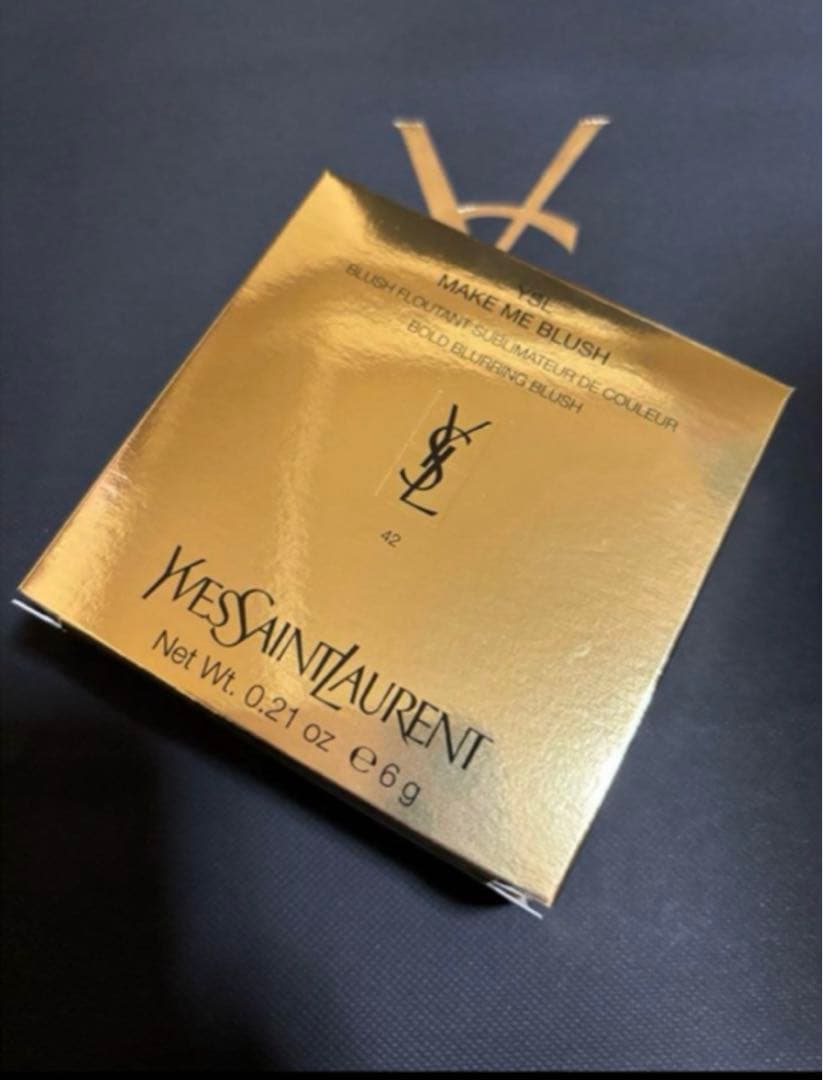 YSL
MAKE ME BLUSH
BLUSH FLOUTANT SUBLIMATEUR DE COULEUR
BOLD BLURRING BLUSH
YSL
42
YVESSAINTLAURENT
Net Wt. 0.21 oz ℮ 6 g